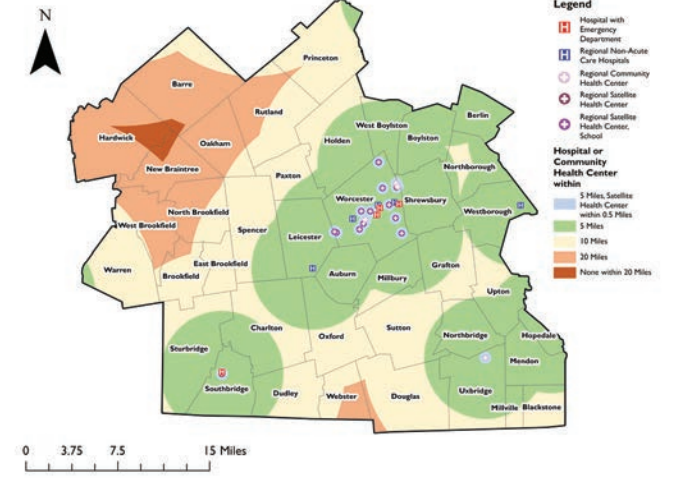 N
Princeton
Barre
Rutland
Hardwick
Oakham
New Braintree
West Boylston
Berlin
Holden
Boylston
Northborough
Paxton
Worcester
Shrewsbury
North Brookfield
Westborough
West Brookfield
Spencer
Leicester
Grafton
Warren
East Brookfield
Brookfield
Auburn
Millbury
Upton
Charlton
Oxford
Sutton
Northbridge
Hopedale
Sturbridge
Mendon
Southbridge
Dudley
Webster
Douglas
Uxbridge
Millville
Blackstone
H
H
H
H
H
H
0 3.75 7.5 15 Miles
Legend
H Hospital with
Emergency
Department
H Regional Non-Acute
Care Hospitals
Regional Community
Health Center
Regional Satellite
Health Center
Regional Satellite
Health Center,
School
Hospital or
Community
Health Center
within
5 Miles, Satellite
Health Center
within 0.5 Miles
5 Miles
10 Miles
20 Miles
None within 20 Miles